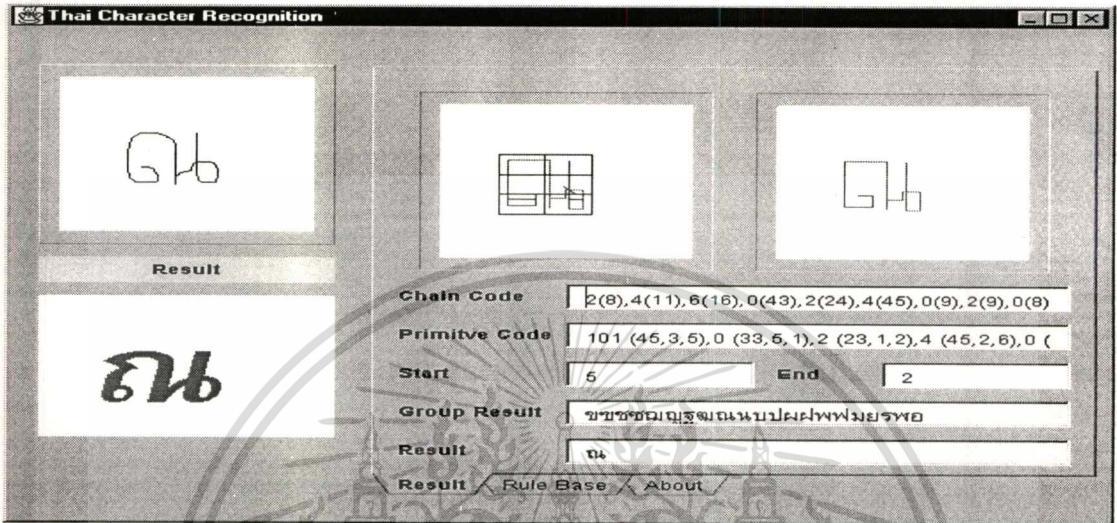 Thai Character Recognition
ณ
Result
ณ
Chain Code 2(8),4(11),6(16),0(43),2(24),4(45),0(9),2(9),0(8)
Primitve Code 101 (45,3,5),0 (33,5,1),2 (23,1,2),4 (45,2,6),0 (
Start 5 End 2
Group Result ขฃซฌญฐฒณนบปผฝพฟมยรพอ
Result ณ
Result Rule Base About